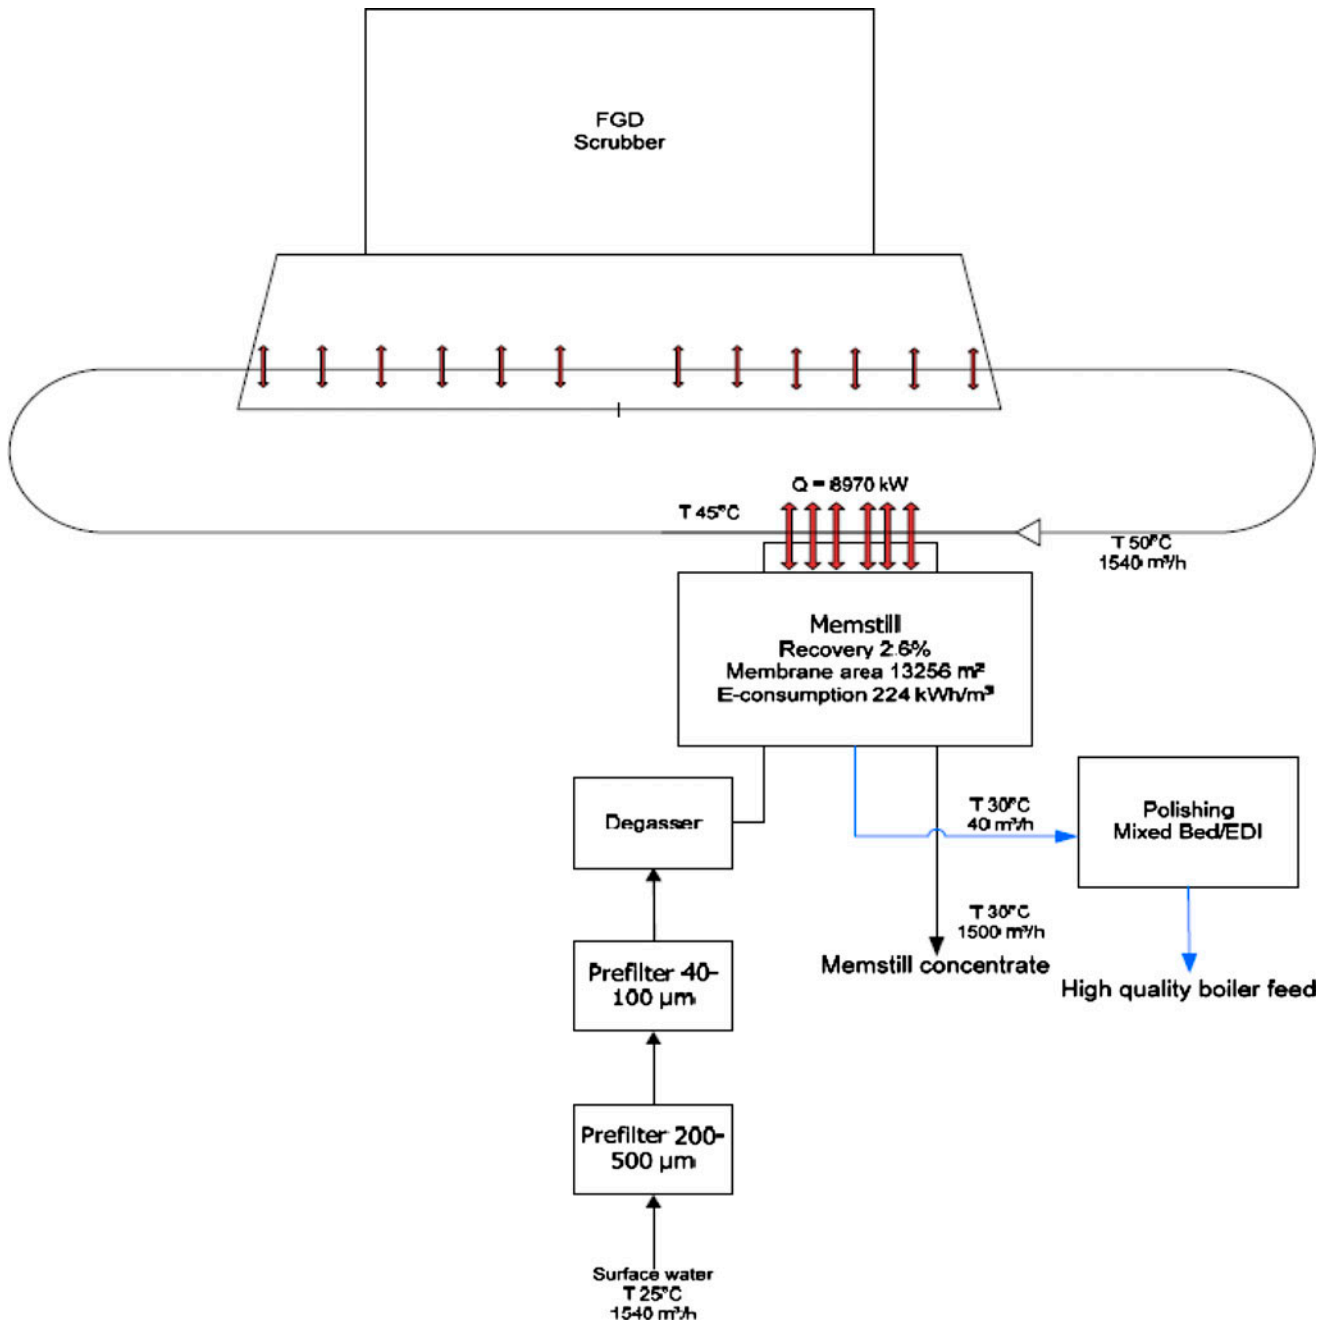 FGD
Scrubber
Q = 8970 kW
T 45°C
T 50°C
1540 m³/h
Memstill
Recovery 2.6%
Membrane area 13256 m²
E-consumption 224 kWh/m³
Degasser
T 30°C
40 m³/h
Polishing
Mixed Bed/EDI
T 30°C
1500 m³/h
Memstill concentrate
High quality boiler feed
Prefilter 40-
100 µm
Prefilter 200-
500 µm
Surface water
T 25°C
1540 m³/h